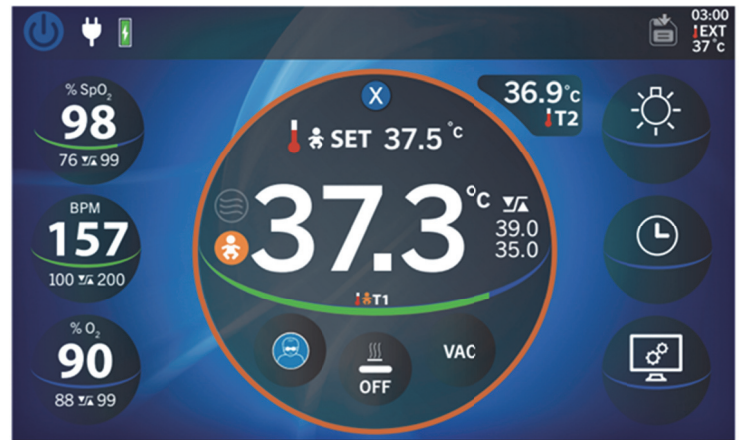 03:00
EXT
37°c
% SpO₂
98
76 99
BPM
157
100 200
% O₂
90
88 99
X
SET 37.5°c
37.3°c
39.0
35.0
T1
OFF
VAC
36.9°c
T2